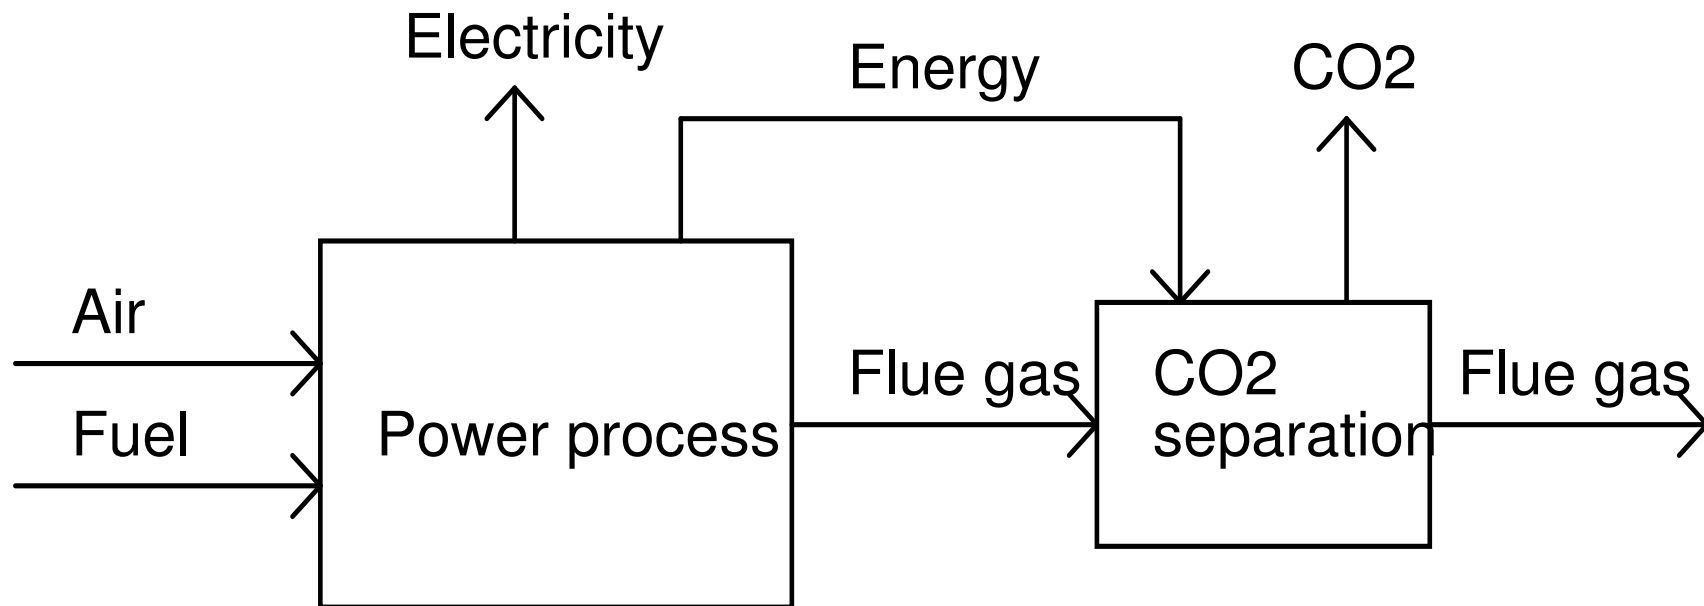 Electricity
Energy
CO2
Air
Flue gas
CO2
separation
Flue gas
Fuel
Power process